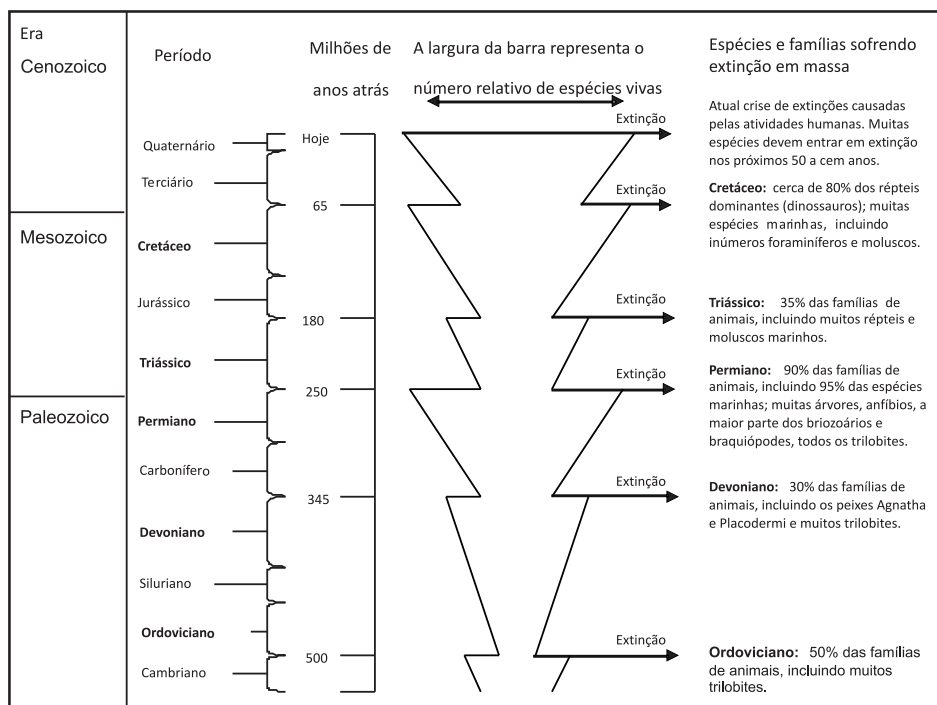 Era
Cenozoico
Período
Milhões de
anos atrás
A largura da barra representa o
número relativo de espécies vivas
Espécies e famílias sofrendo
extinção em massa
Quaternário
Hoje
Extinção
Atual crise de extinções causadas
pelas atividades humanas. Muitas
espécies devem entrar em extinção
nos próximos 50 a cem anos.
Terciário
65
Extinção
Cretáceo: cerca de 80% dos répteis
dominantes (dinossauros); muitas
espécies marinhas, incluindo
inúmeros foraminíferos e moluscos.
Mesozoico
Cretáceo
Jurássico
180
Extinção
Triássico: 35% das famílias de
animais, incluindo muitos répteis e
moluscos marinhos.
Triássico
250
Extinção
Permiano: 90% das famílias de
animais, incluindo 95% das espécies
marinhas; muitas árvores, anfíbios, a
maior parte dos briozoários e
braquiópodes, todos os trilobites.
Paleozoico
Permiano
Carbonífero
345
Extinção
Devoniano: 30% das famílias de
animais, incluindo os peixes Agnatha
e Placodermi e muitos trilobites.
Devoniano
Siluriano
Ordoviciano
500
Extinção
Ordoviciano: 50% das famílias
de animais, incluindo muitos
trilobites.
Cambriano